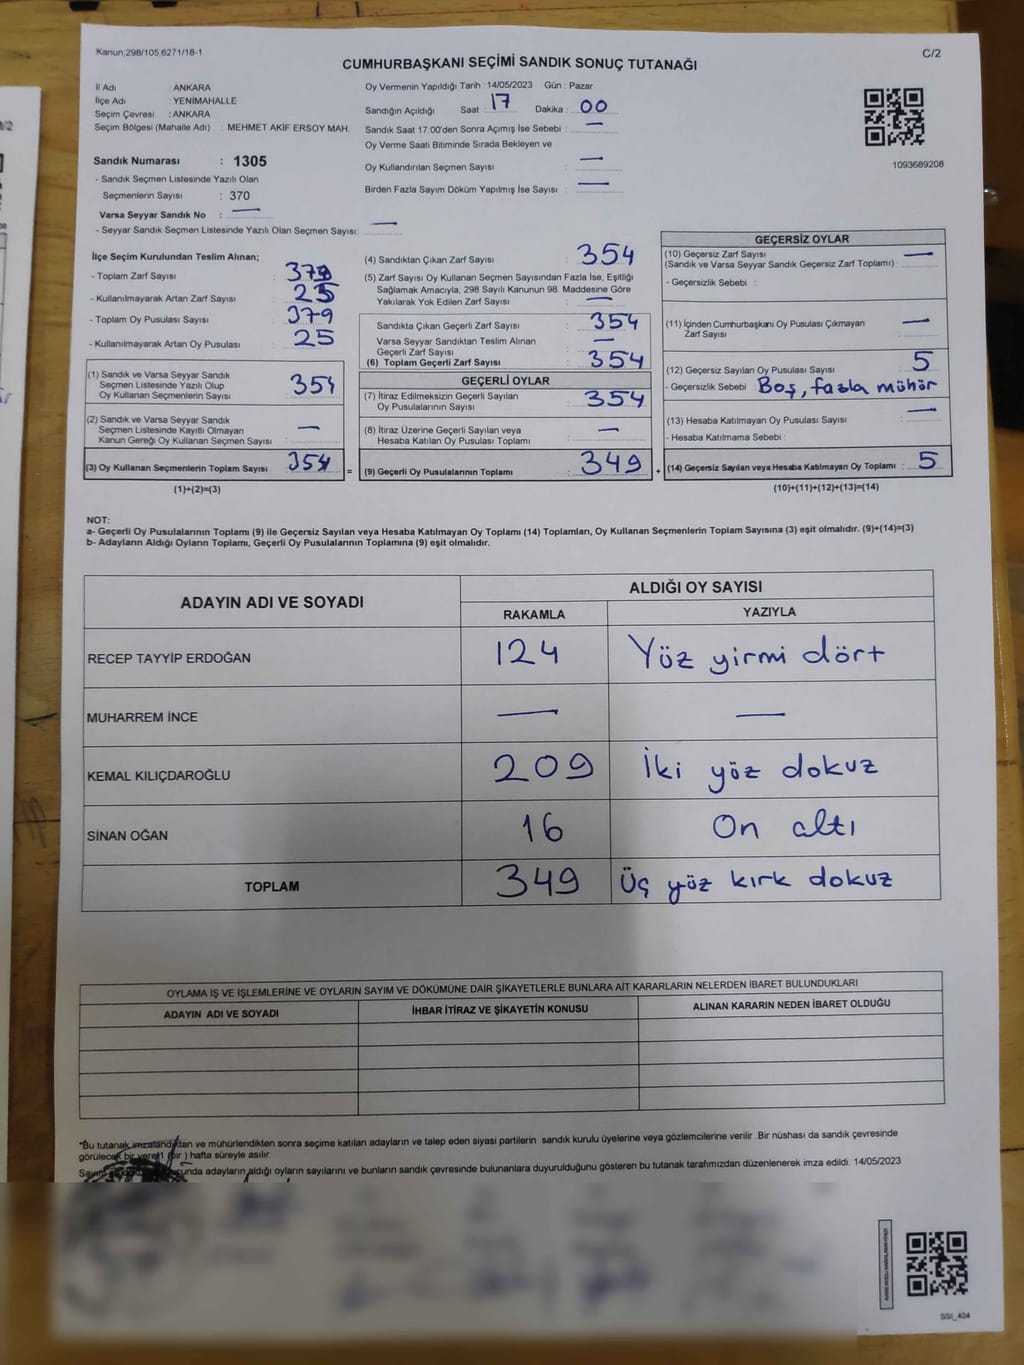 Kanun;298/105,6271/18-1
C/2
CUMHURBAŞKANI SEÇİMİ SANDIK SONUÇ TUTANAĞI
İl Adı : ANKARA
İlçe Adı : YENİMAHALLE
Seçim Çevresi : ANKARA
Seçim Bölgesi (Mahalle Adı) : MEHMET AKİF ERSOY MAH.
Sandık Numarası : 1305
- Sandık Seçmen Listesinde Yazılı Olan
Seçmenlerin Sayısı : 370
Varsa Seyyar Sandık No : —
- Seyyar Sandık Seçmen Listesinde Yazılı Olan Seçmen Sayısı: —
Oy Vermenin Yapıldığı Tarih : 14/05/2023 Gün : Pazar
Sandığın Açıldığı Saat : 17 Dakika : 00
Sandık Saat 17:00'den Sonra Açımış İse Sebebi : —
Oy Verme Saati Bitiminde Sırada Bekleyen ve
Oy Kullandırılan Seçmen Sayısı : —
Birden Fazla Sayım Döküm Yapılmış İse Sayısı : —
1093689208
İlçe Seçim Kurulundan Teslim Alınan;
- Toplam Zarf Sayısı : 379
- Kullanılmayarak Artan Zarf Sayısı : 25
- Toplam Oy Pusulası Sayısı : 379
- Kullanılmayarak Artan Oy Pusulası : 25
(1) Sandık ve Varsa Seyyar Sandık
Seçmen Listesinde Yazılı Olup
Oy Kullanan Seçmenlerin Sayısı : 354
(2) Sandık ve Varsa Seyyar Sandık
Seçmen Listesinde Kayıtlı Olmayan
Kanun Gereği Oy Kullanan Seçmen Sayısı : —
(3) Oy Kullanan Seçmenlerin Toplam Sayısı : 354
(1)+(2)=(3)
(4) Sandıktan Çıkan Zarf Sayısı : 354
(5) Zarf Sayısı Oy Kullanan Seçmen Sayısından Fazla İse, Eşitliği
Sağlamak Amacıyla; 298 Sayılı Kanunun 98. Maddesine Göre
Yakılarak Yok Edilen Zarf Sayısı : —
Sandıkta Çıkan Geçerli Zarf Sayısı : 354
Varsa Seyyar Sandıktan Teslim Alınan
Geçerli Zarf Sayısı : —
(6) Toplam Geçerli Zarf Sayısı : 354
GEÇERLİ OYLAR
(7) İtiraz Edilmeksizin Geçerli Sayılan
Oy Pusulalarının Sayısı : 354
(8) İtiraz Üzerine Geçerli Sayılan veya
Hesaba Katılan Oy Pusulası Toplamı : —
= (9) Geçerli Oy Pusulalarının Toplamı : 349 +
GEÇERSİZ OYLAR
(10) Geçersiz Zarf Sayısı : —
(Sandık ve Varsa Seyyar Sandık Geçersiz Zarf Toplamı)
- Geçersizlik Sebebi :
(11) İçinden Cumhurbaşkanı Oy Pusulası Çıkmayan
Zarf Sayısı : —
(12) Geçersiz Sayılan Oy Pusulası Sayısı : 5
- Geçersizlik Sebebi : Boş, fazla mühür
(13) Hesaba Katılmayan Oy Pusulası Sayısı : —
- Hesaba Katılmama Sebebi :
(14) Geçersiz Sayılan veya Hesaba Katılmayan Oy Toplamı : 5
(10)+(11)+(12)+(13)=(14)
NOT:
a- Geçerli Oy Pusulalarının Toplamı (9) ile Geçersiz Sayılan veya Hesaba Katılmayan Oy Toplamı (14) Toplamları, Oy Kullanan Seçmenlerin Toplam Sayısına (3) eşit olmalıdır. (9)+(14)=(3)
b- Adayların Aldığı Oyların Toplamı, Geçerli Oy Pusulalarının Toplamına (9) eşit olmalıdır.
ADAYIN ADI VE SOYADI
ALDIĞI OY SAYISI
RAKAMLA YAZIYLA
RECEP TAYYİP ERDOĞAN 124 Yüz yirmi dört
MUHARREM İNCE — —
KEMAL KILIÇDAROĞLU 209 İki yüz dokuz
SİNAN OĞAN 16 On altı
TOPLAM 349 Üç yüz kırk dokuz
OYLAMA İŞ VE İŞLEMLERİNE VE OYLARIN SAYIM VE DÖKÜMÜNE DAİR ŞİKAYETLERLE BUNLARA AİT KARARLARIN NELERDEN İBARET BULUNDUKLARI
ADAYIN ADI VE SOYADI İHBAR İTİRAZ VE ŞİKAYETİN KONUSU ALINAN KARARIN NEDEN İBARET OLDUĞU
*Bu tutanak imzalandıktan ve mühürlendikten sonra seçime katılan adayların ve talep eden siyasi partilerin sandık kurulu üyelerine veya gözlemcilerine verilir. Bir nüshası da sandık çevresinde
görülecek bir yere1 (bir ) hafta süreyle asılır.
adayların aldığı oyların sayılarını ve bunların sandık çevresinde bulunanlara duyurulduğunu gösteren bu tutanak tarafımızdan düzenlenerek imza edildi. 14/05/2023
SSI_404